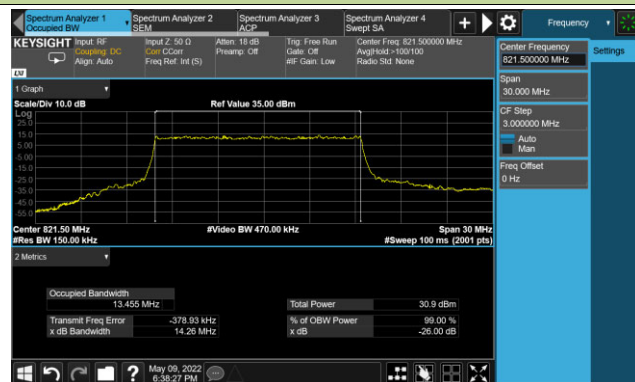 Spectrum Analyzer 1
Occupied BW
Spectrum Analyzer 2
SEM
Spectrum Analyzer 3
ACP
Spectrum Analyzer 4
Swept SA
Frequency
KEYSIGHT
Input: RF
Coupling: DC
Align: Auto
Input Z: 50 Ω
Corr CCorr
Freq Ref: Int (S)
Atten: 18 dB
Preamp: Off
Trig: Free Run
Gate: Off
#IF Gain: Low
Center Freq: 821.500000 MHz
Avg|Hold:>100/100
Radio Std: None
Center Frequency
821.500000 MHz
Settings
Span
30.000 MHz
CF Step
3.000000 MHz
Auto
Man
Freq Offset
0 Hz
1 Graph
Scale/Div 10.0 dB
Ref Value 35.00 dBm
Log
25.0
15.0
5.00
-5.00
-15.0
-25.0
-35.0
-45.0
-55.0
Center 821.50 MHz
#Res BW 150.00 kHz
#Video BW 470.00 kHz
Span 30 MHz
#Sweep 100 ms (2001 pts)
2 Metrics
Occupied Bandwidth
13.455 MHz
Total Power
30.9 dBm
Transmit Freq Error
-378.93 kHz
% of OBW Power
99.00 %
x dB Bandwidth
14.26 MHz
x dB
-26.00 dB
May 09, 2022
6:38:27 PM